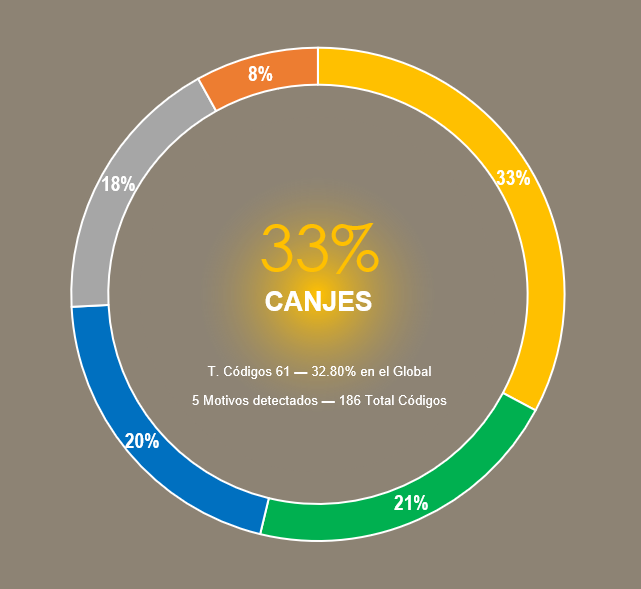 8%
33%
18%
33%
CANJES
T. Códigos 61 — 32.80% en el Global
5 Motivos detectados — 186 Total Códigos
20%
21%